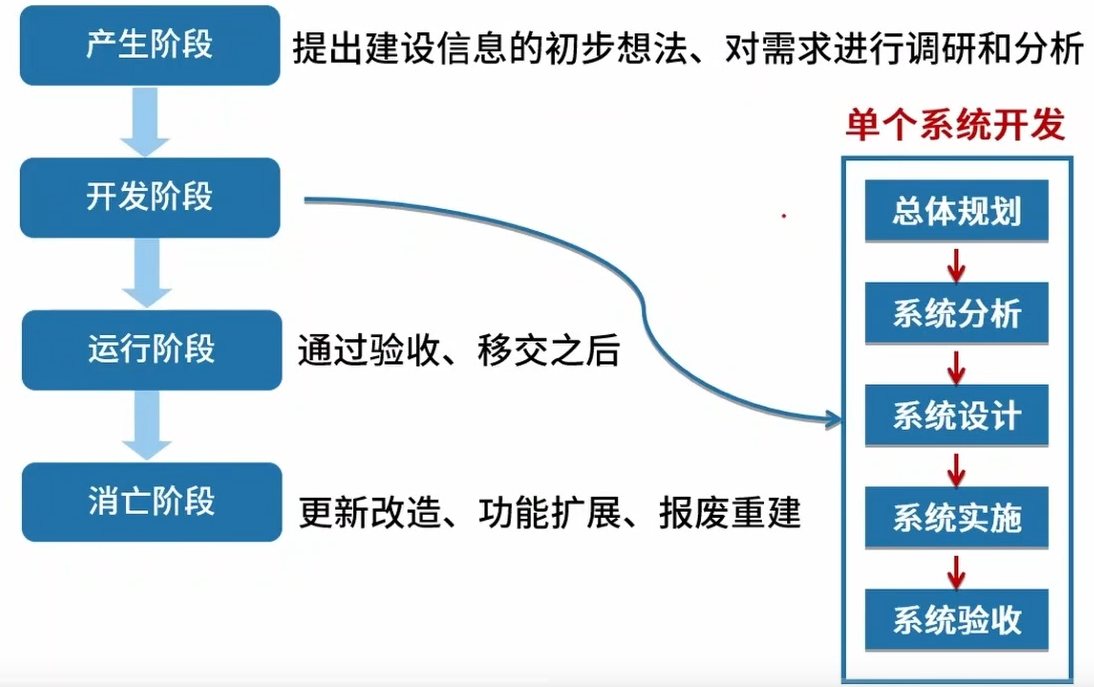 产生阶段
提出建设信息的初步想法、对需求进行调研和分析
开发阶段
运行阶段
通过验收、移交之后
消亡阶段
更新改造、功能扩展、报废重建
单个系统开发
总体规划
系统分析
系统设计
系统实施
系统验收